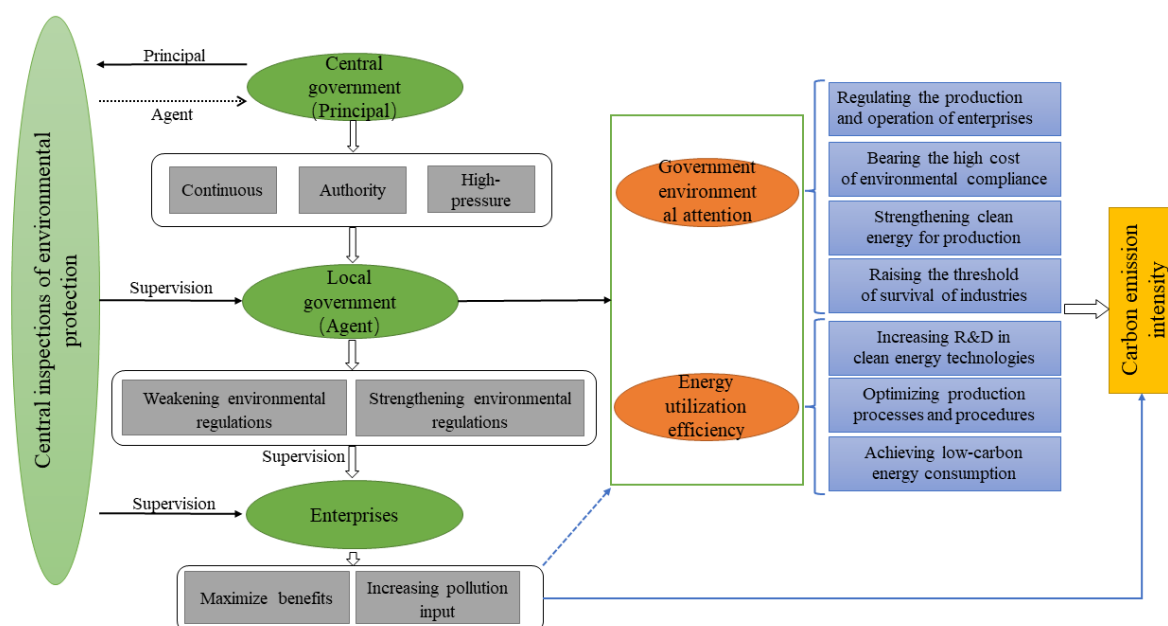 Central inspections of environmental
protection
Principal
Agent
Central
government
(Principal)
Continuous
Authority
High-
pressure
Supervision
Local
government
(Agent)
Weakening environmental
regulations
Strengthening environmental
regulations
Supervision
Supervision
Enterprises
Maximize benefits
Increasing pollution
input
Government
environment
al attention
Energy
utilization
efficiency
Regulating the production
and operation of enterprises
Bearing the high cost
of environmental compliance
Strengthening clean
energy for production
Raising the threshold
of survival of industries
Increasing R&D in
clean energy technologies
Optimizing production
processes and procedures
Achieving low-carbon
energy consumption
Carbon emission
intensity